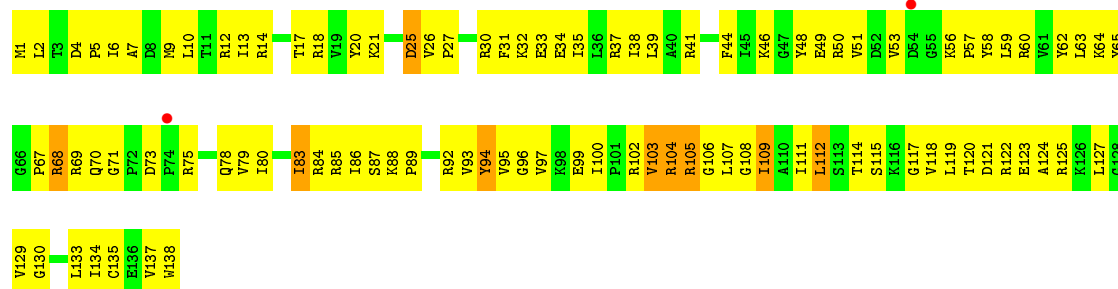 M1 L2 T3 D4 P5 I6 A7 D8 M9 L10 T11 R12 I13 R14 T17 R18 V19 Y20 K21 D25 V26 P27 R30 F31 K32 E33 E34 I35 L36 R37 I38 L39 A40 R41 F44 I45 K46 G47 Y48 E49 R50 V51 D52 V53 D54 G55 K56 P57 Y58 L59 R60 V61 Y62 L63 K64 Y65
G66 P67 R68 R69 Q70 G71 P72 D73 P74 R75 Q78 V79 I80 I83 R84 R85 I86 S87 K88 P89 R92 V93 Y94 V95 G96 V97 K98 E99 I100 P101 R102 V103 R104 R105 G106 L107 G108 I109 A110 I111 L112 S113 T114 S115 K116 G117 V118 L119 T120 D121 R122 E123 A124 R125 K126 L127 G128
V129 G130 L133 I134 C135 E136 V137 W138